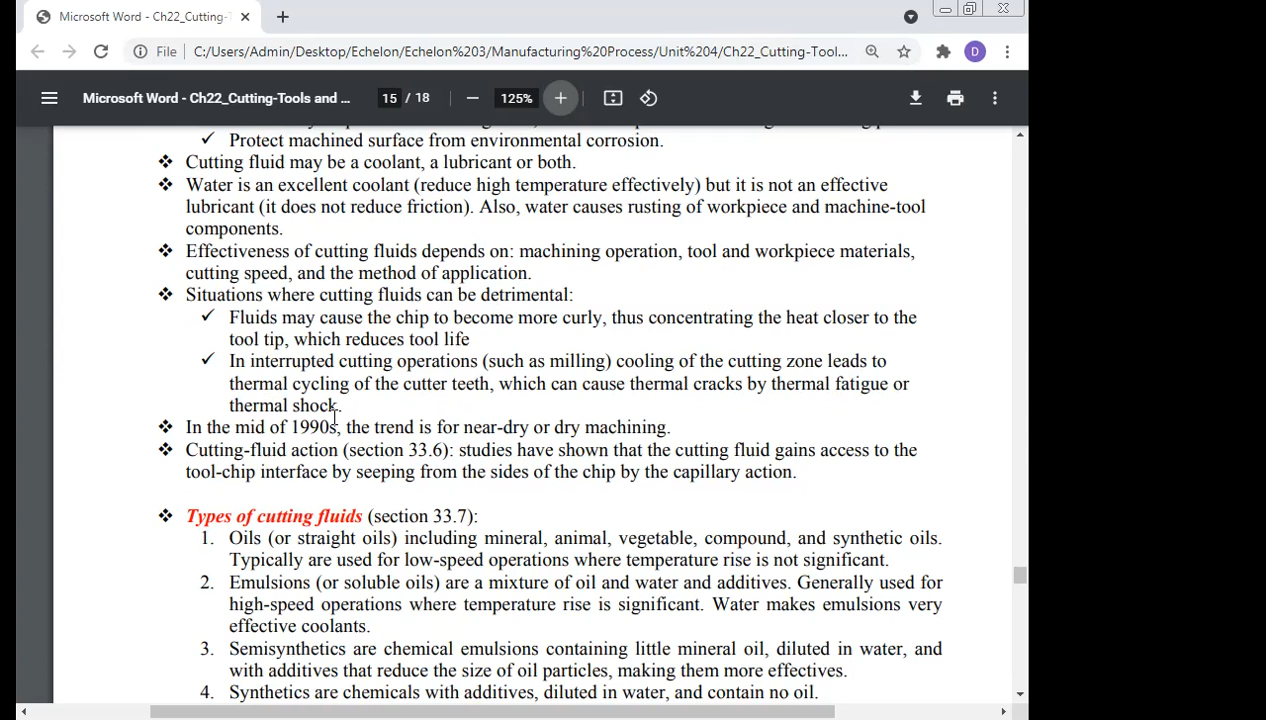 Microsoft Word - Ch22_Cutting-T
File C:/Users/Admin/Desktop/Echelon/Echelon%203/Manufacturing%20Process/Unit%204/Ch22_Cutting-Tool... D
Microsoft Word - Ch22_Cutting-Tools and ... 15 / 18 125%
✓ Protect machined surface from environmental corrosion.
❖ Cutting fluid may be a coolant, a lubricant or both.
❖ Water is an excellent coolant (reduce high temperature effectively) but it is not an effective
lubricant (it does not reduce friction). Also, water causes rusting of workpiece and machine-tool
components.
❖ Effectiveness of cutting fluids depends on: machining operation, tool and workpiece materials,
cutting speed, and the method of application.
❖ Situations where cutting fluids can be detrimental:
✓ Fluids may cause the chip to become more curly, thus concentrating the heat closer to the
tool tip, which reduces tool life
✓ In interrupted cutting operations (such as milling) cooling of the cutting zone leads to
thermal cycling of the cutter teeth, which can cause thermal cracks by thermal fatigue or
thermal shock.
❖ In the mid of 1990s, the trend is for near-dry or dry machining.
❖ Cutting-fluid action (section 33.6): studies have shown that the cutting fluid gains access to the
tool-chip interface by seeping from the sides of the chip by the capillary action.
❖ Types of cutting fluids (section 33.7):
1. Oils (or straight oils) including mineral, animal, vegetable, compound, and synthetic oils.
Typically are used for low-speed operations where temperature rise is not significant.
2. Emulsions (or soluble oils) are a mixture of oil and water and additives. Generally used for
high-speed operations where temperature rise is significant. Water makes emulsions very
effective coolants.
3. Semisynthetics are chemical emulsions containing little mineral oil, diluted in water, and
with additives that reduce the size of oil particles, making them more effectives.
4. Synthetics are chemicals with additives, diluted in water, and contain no oil.